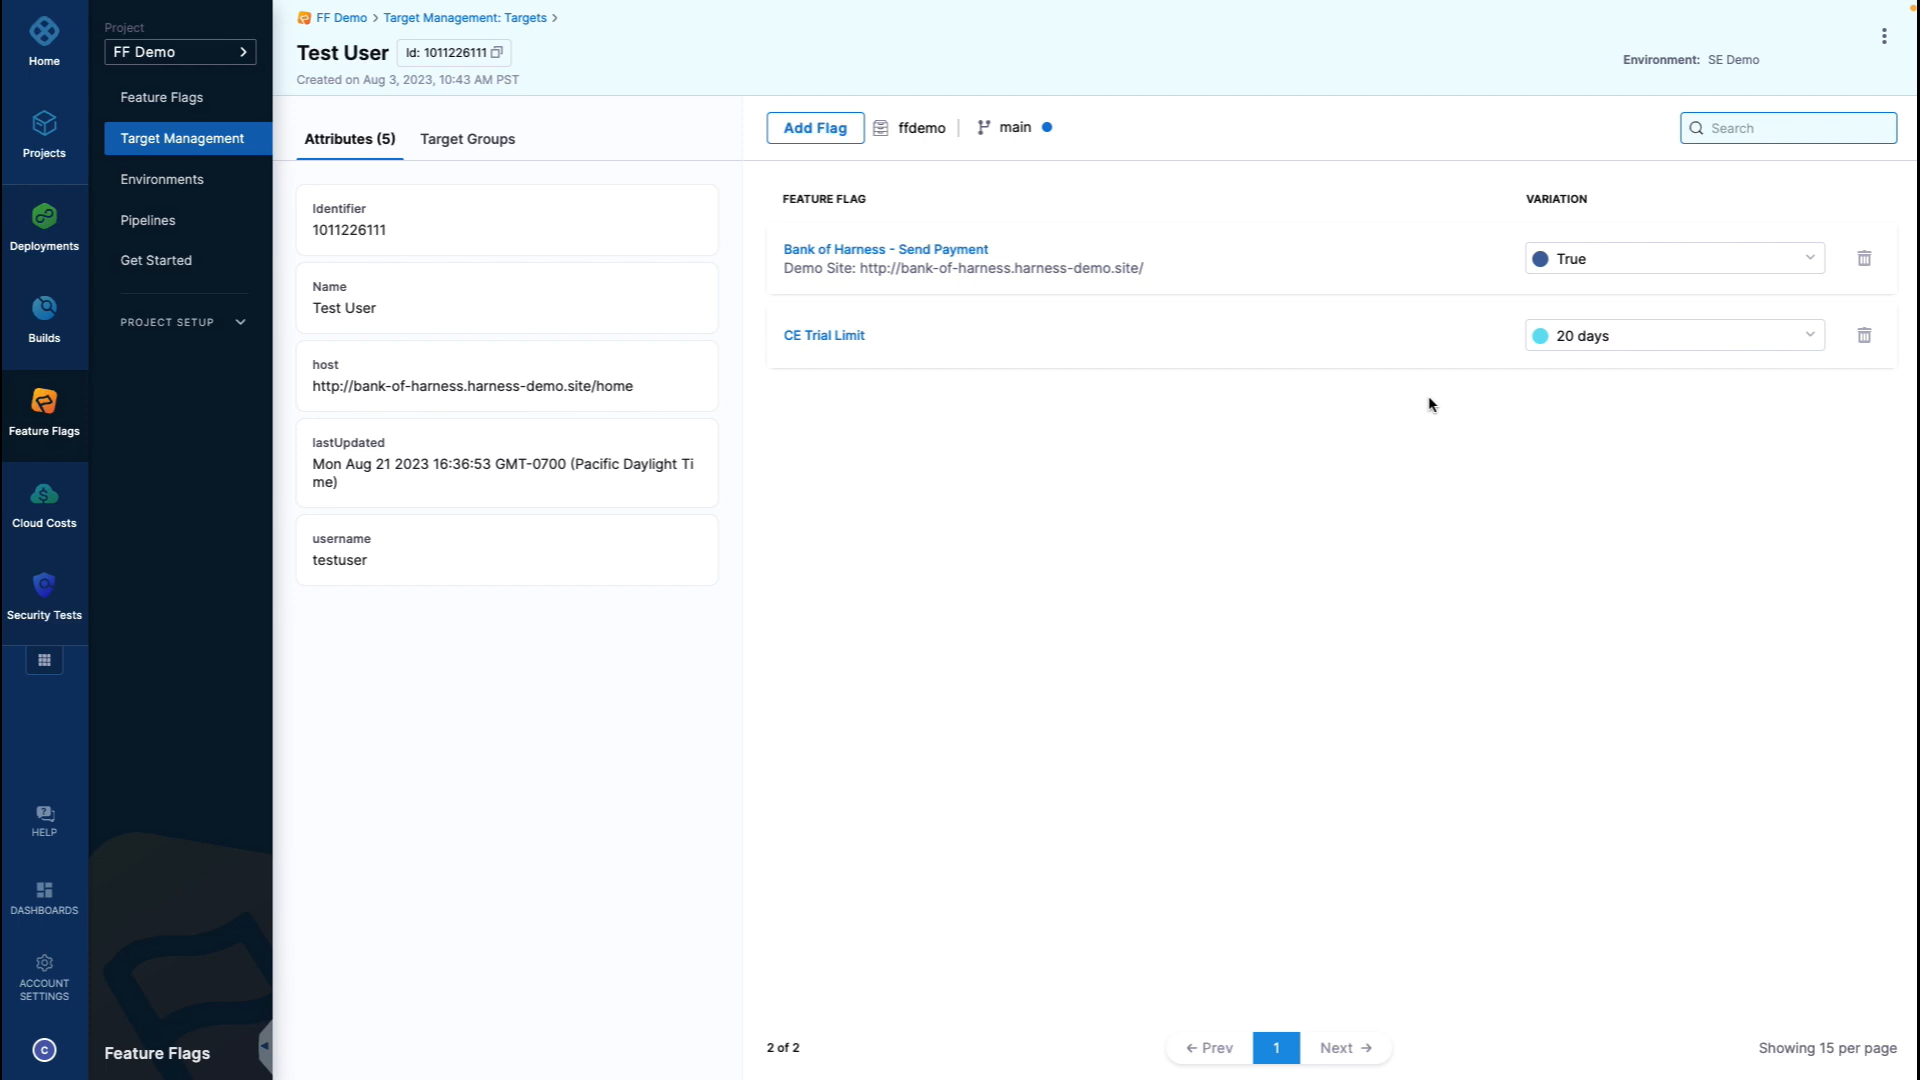 Home
Projects
Deployments
Builds
Feature Flags
Cloud Costs
Security Tests
HELP
DASHBOARDS
ACCOUNT
SETTINGS
C
Project
FF Demo
Feature Flags
Target Management
Environments
Pipelines
Get Started
PROJECT SETUP
Feature Flags
FF Demo > Target Management: Targets >
Test User Id: 1011226111
Created on Aug 3, 2023, 10:43 AM PST
Environment: SE Demo
Attributes (5) Target Groups
Identifier
1011226111
Name
Test User
host
http://bank-of-harness.harness-demo.site/home
lastUpdated
Mon Aug 21 2023 16:36:53 GMT-0700 (Pacific Daylight Ti
me)
username
testuser
Add Flag ffdemo main
Search
FEATURE FLAG VARIATION
Bank of Harness - Send Payment
Demo Site: http://bank-of-harness.harness-demo.site/
True
CE Trial Limit
20 days
2 of 2
← Prev 1 Next →
Showing 15 per page